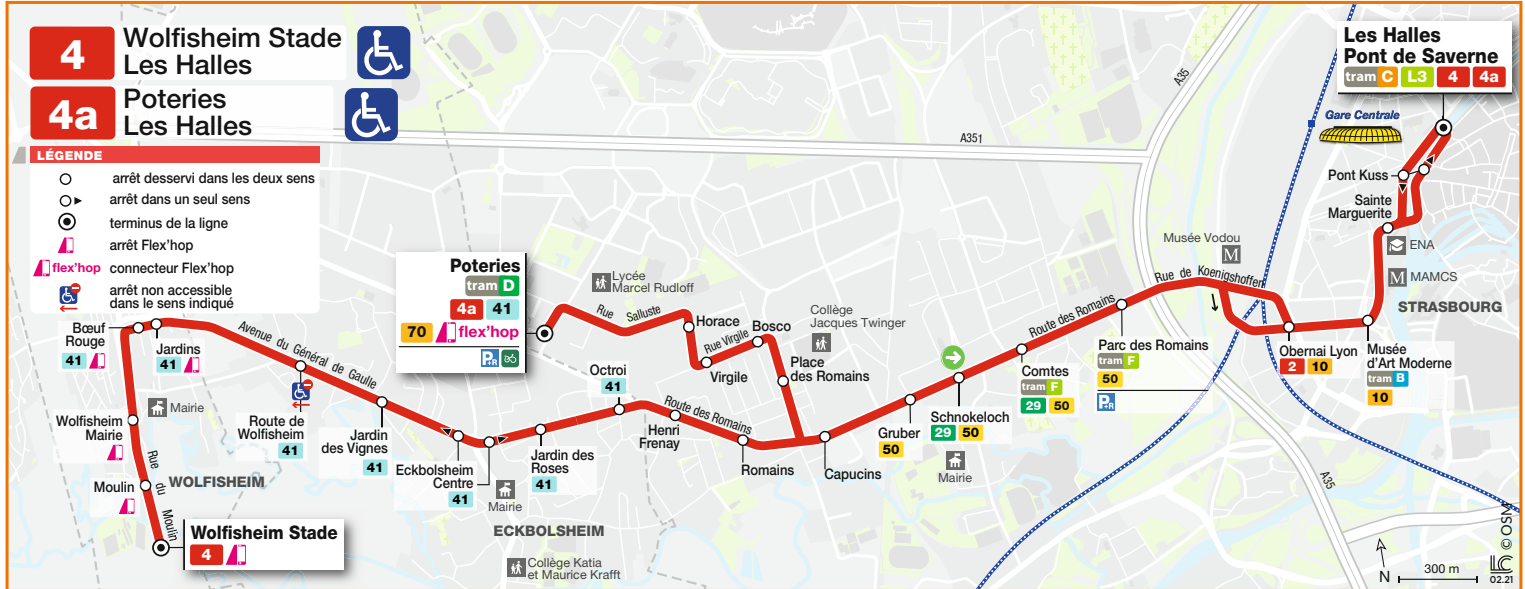 4
Wolfisheim Stade
Les Halles
4a
Poteries
Les Halles
LÉGENDE
arrêt desservi dans les deux sens
arrêt dans un seul sens
terminus de la ligne
arrêt Flex'hop
flex'hop connecteur Flex'hop
arrêt non accessible
dans le sens indiqué
Les Halles
Pont de Saverne
tram C L3 4 4a
Gare Centrale
A35
A351
Pont Kuss
Sainte
Marguerite
ENA
M MAMCS
STRASBOURG
Musée Vodou
M
Rue de Koenigshoffen
Poteries
tram D
4a 41
70 flex'hop
P+R
Lycée
Marcel Rudloff
Rue Salluste
Horace
Rue Virgile
Virgile
Bosco
Collège
Jacques Twinger
Place
des Romains
Route des Romains
Bœuf
Rouge
41
Jardins
41
Avenue du Général de Gaulle
Mairie
Wolfisheim
Mairie
Moulin
Rue du Moulin
WOLFISHEIM
Wolfisheim Stade
4
Route de
Wolfisheim
41
Jardin
des Vignes
41
Eckbolsheim
Centre
41
Mairie
Jardin des
Roses
41
Octroi
41
Route des Romains
Henri
Frenay
Romains
Capucins
ECKBOLSHEIM
Collège Katia
et Maurice Krafft
Gruber
50
Schnokeloch
29 50
Mairie
Comtes
tram F
29 50
Parc des Romains
tram F
50
P+R
Obernai Lyon
2 10
Musée
d'Art Moderne
tram B
10
A35
N
300 m
© OSM
LC
02.21